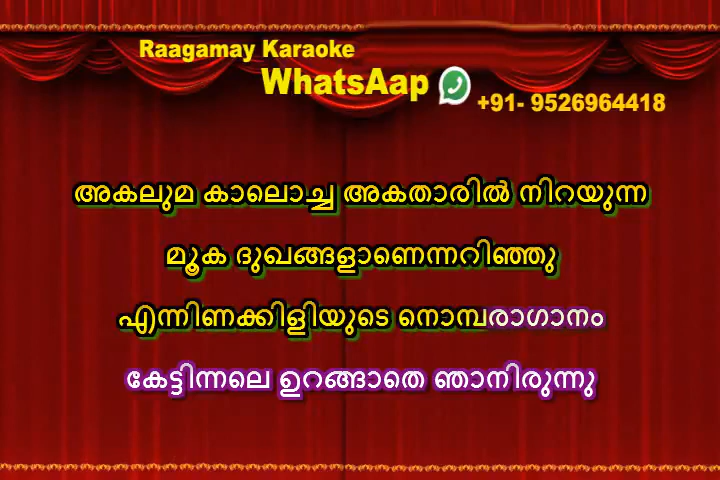 Raagamay Karaoke
WhatsAap
+91- 9526964418
അകലുമ കാലൊച്ച അകതാരിൽ നിറയുന്ന
മൂക ദുഖങ്ങളാണെന്നറിഞ്ഞു
എന്നിണക്കിളിയുടെ നൊമ്പരാഗാനം
കേട്ടിന്നലെ ഉറങ്ങാതെ ഞാനിരുന്നു